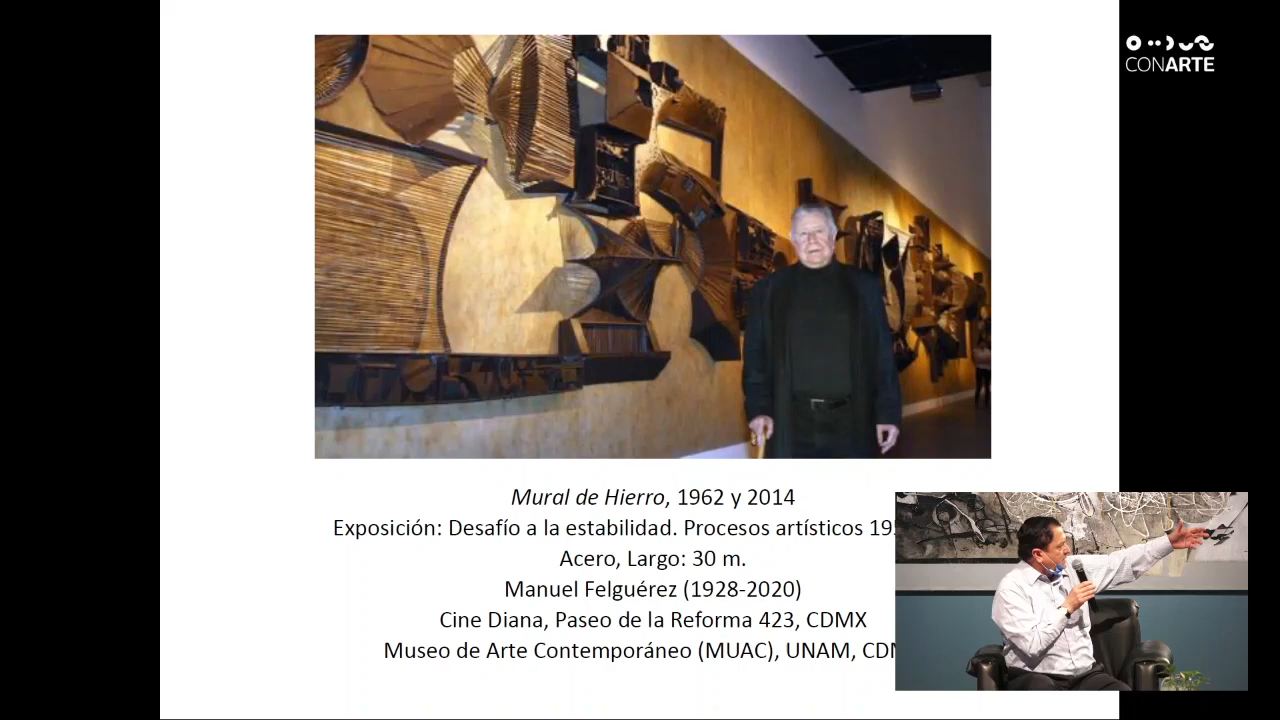 CONARTE
Mural de Hierro, 1962 y 2014
Exposición: Desafío a la estabilidad. Procesos artísticos
Acero, Largo: 30 m.
Manuel Felguérez (1928-2020)
Cine Diana, Paseo de la Reforma 423, CDMX
Museo de Arte Contemporáneo (MUAC), UNAM,